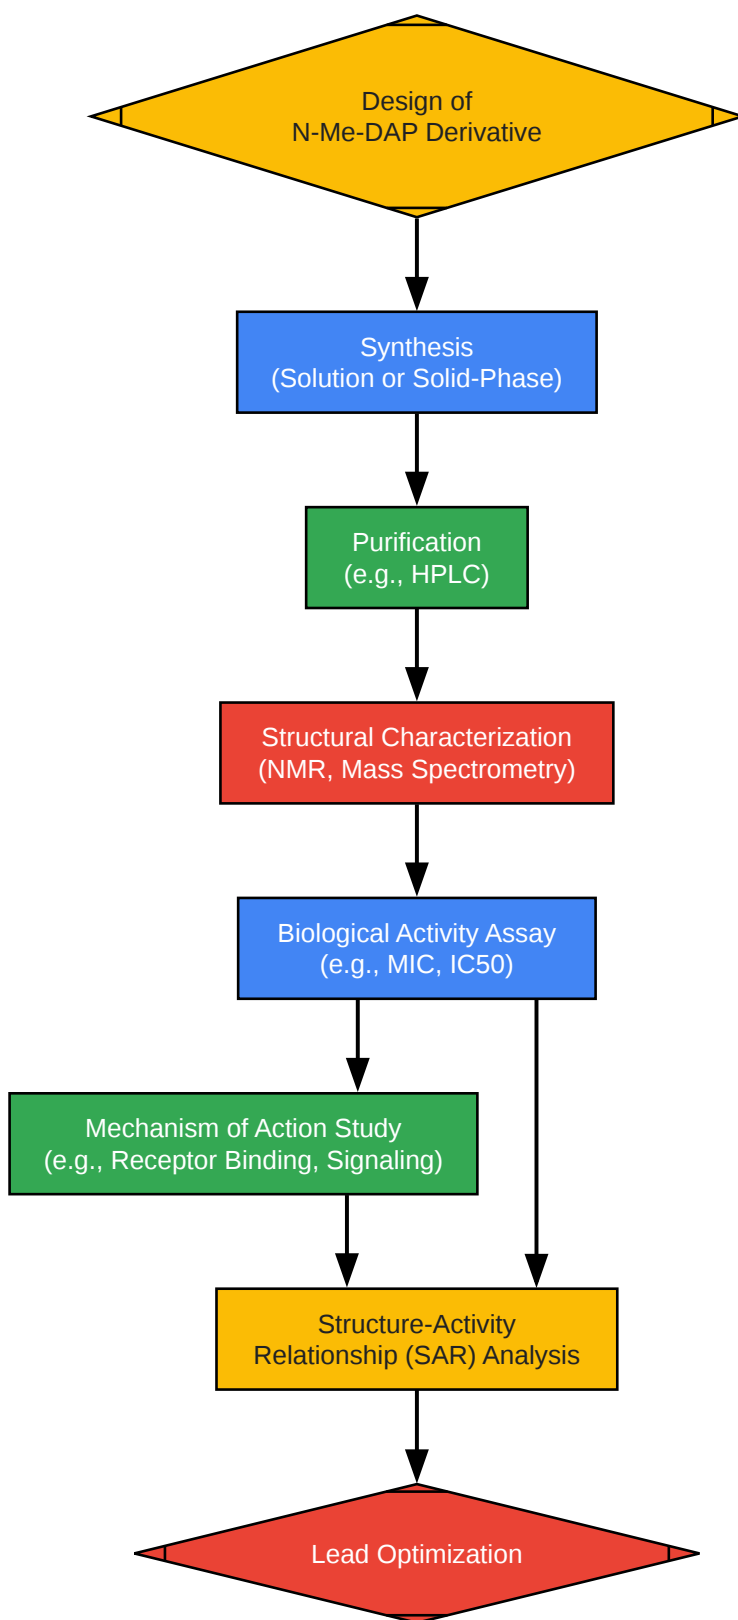 Design of
N-Me-DAP Derivative
Synthesis
(Solution or Solid-Phase)
Purification
(e.g., HPLC)
Structural Characterization
(NMR, Mass Spectrometry)
Biological Activity Assay
(e.g., MIC, IC50)
Mechanism of Action Study
(e.g., Receptor Binding, Signaling)
Structure-Activity
Relationship (SAR) Analysis
Lead Optimization